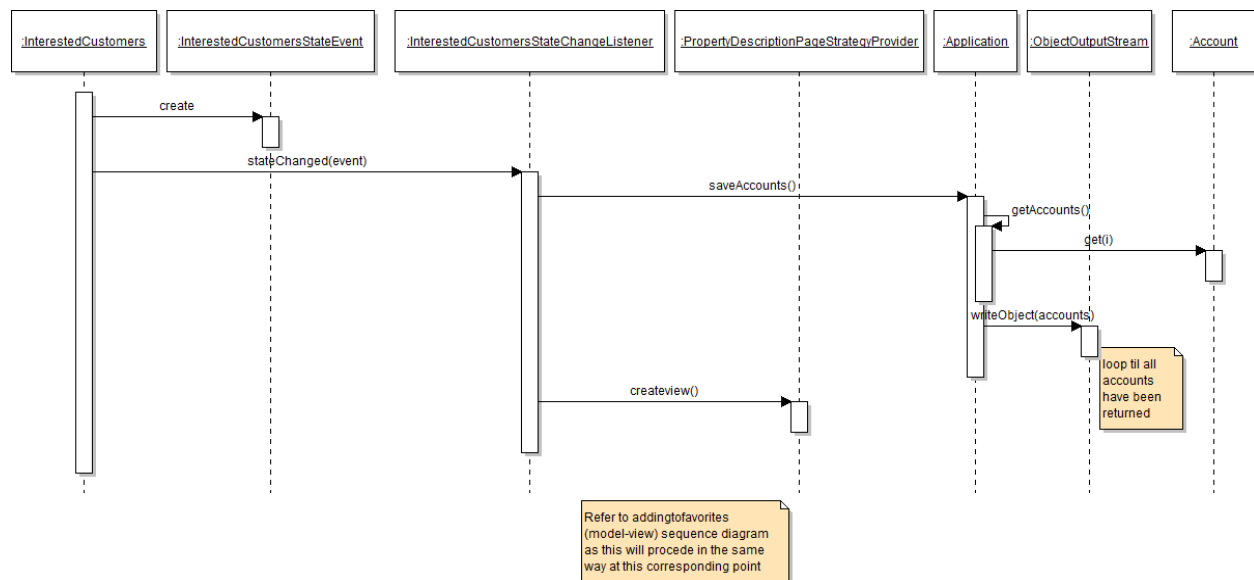 :InterestedCustomers
:InterestedCustomersStateEvent
:InterestedCustomersStateChangeListener
:PropertyDescriptionPageStrategyProvider
:Application
:ObjectOutputStream
:Account
create
stateChanged(event)
saveAccounts()
getAccounts()
get(i)
writeObject(accounts)
loop til all
accounts
have been
returned
createview()
Refer to addingtofavorites
(model-view) sequence diagram
as this will procede in the same
way at this corresponding point